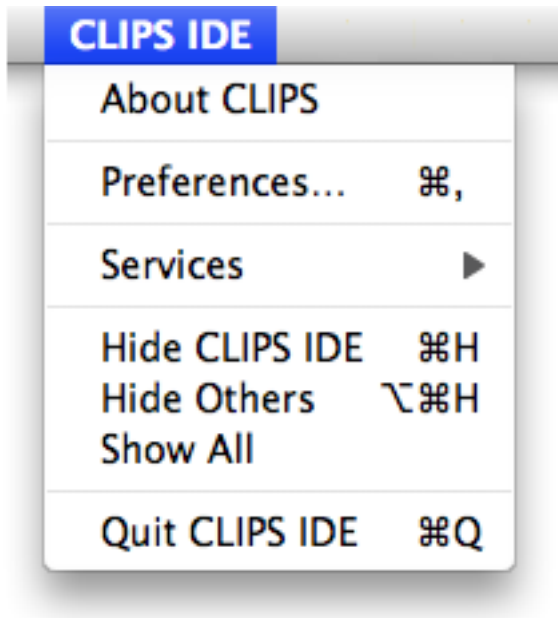 CLIPS IDE
About CLIPS
Preferences... ⌘,
Services ▶
Hide CLIPS IDE ⌘H
Hide Others ⌥⌘H
Show All
Quit CLIPS IDE ⌘Q